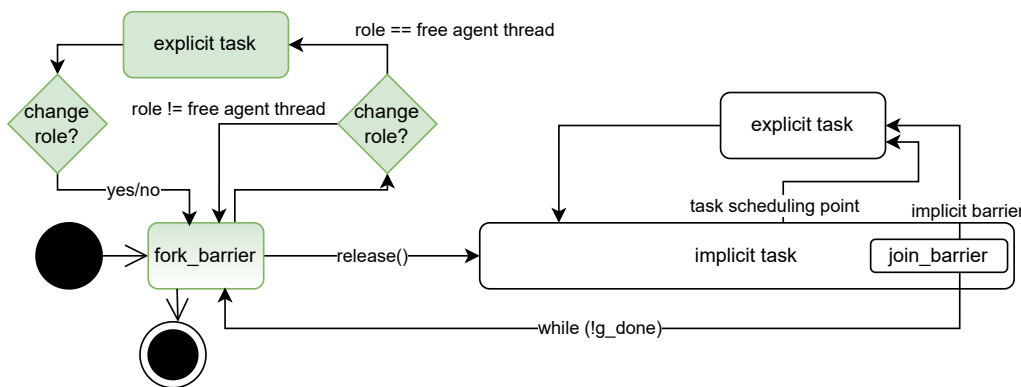 role == free agent thread
explicit task
change
role?
role != free agent thread
change
role?
explicit task
yes/no
task scheduling point
implicit barrier
fork_barrier
release()
implicit task
join_barrier
while (!g_done)